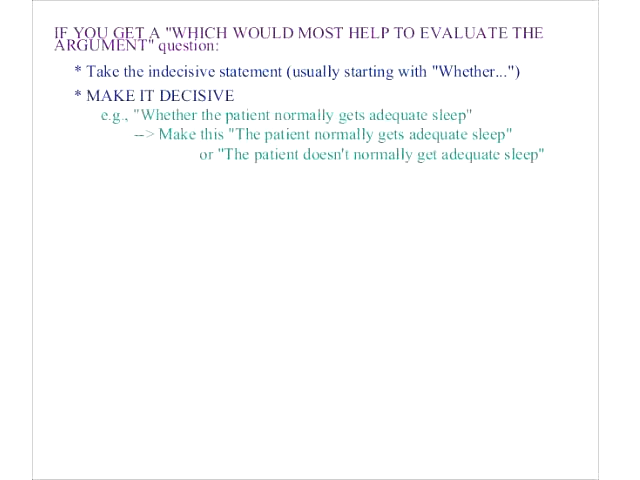 IF YOU GET A "WHICH WOULD MOST HELP TO EVALUATE THE
ARGUMENT" question:
* Take the indecisive statement (usually starting with "Whether...")
* MAKE IT DECISIVE
e.g., "Whether the patient normally gets adequate sleep"
--> Make this "The patient normally gets adequate sleep"
or "The patient doesn't normally get adequate sleep"